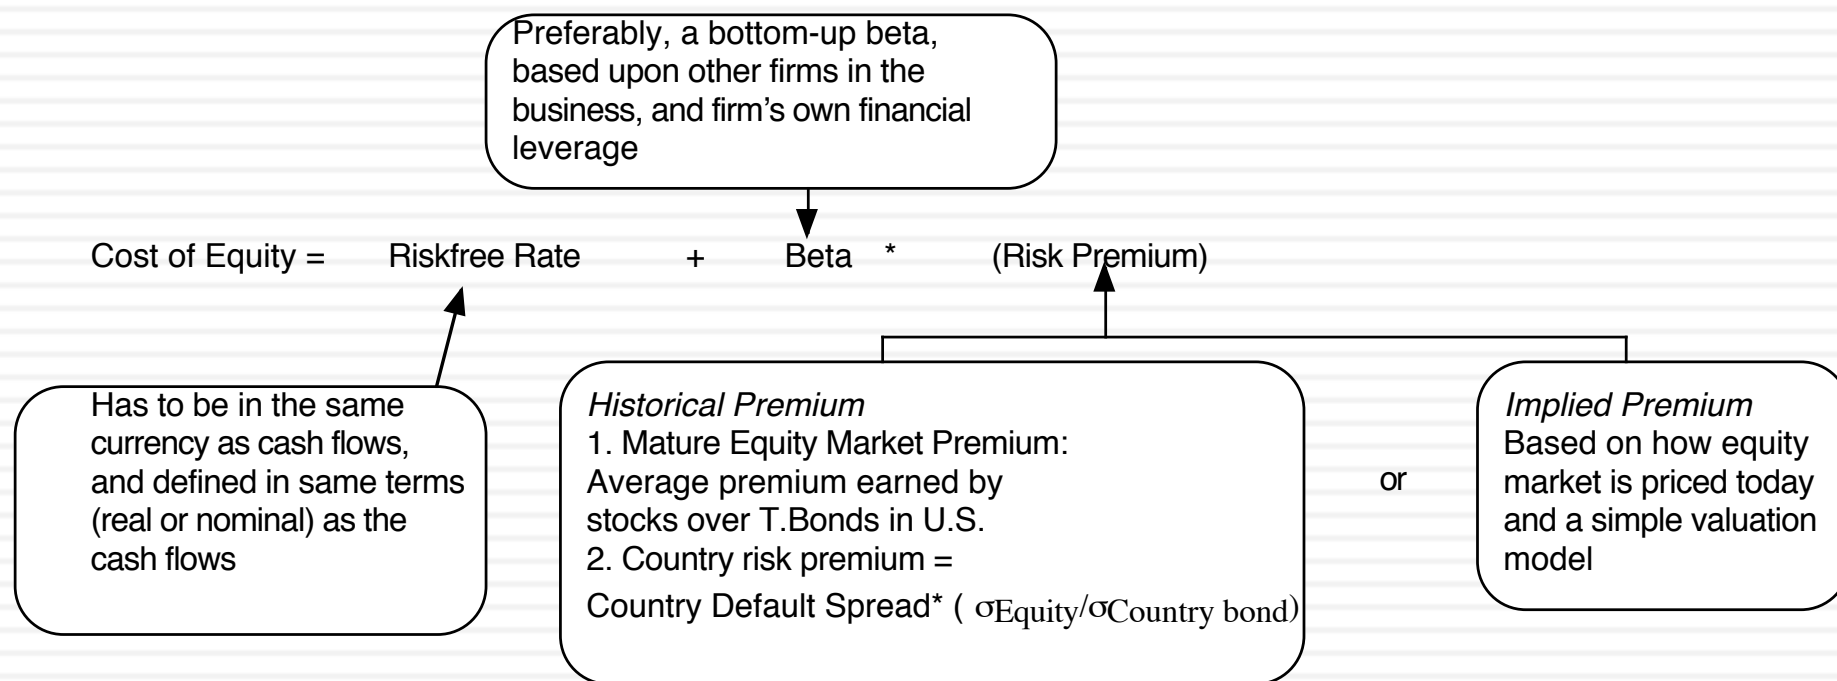 Preferably, a bottom-up beta,
based upon other firms in the
business, and firm’s own financial
leverage
Cost of Equity = Riskfree Rate + Beta * (Risk Premium)
Has to be in the same
currency as cash flows,
and defined in same terms
(real or nominal) as the
cash flows
Historical Premium
1. Mature Equity Market Premium:
Average premium earned by
stocks over T.Bonds in U.S.
2. Country risk premium =
Country Default Spread* ( σEquity/σCountry bond)
or
Implied Premium
Based on how equity
market is priced today
and a simple valuation
model